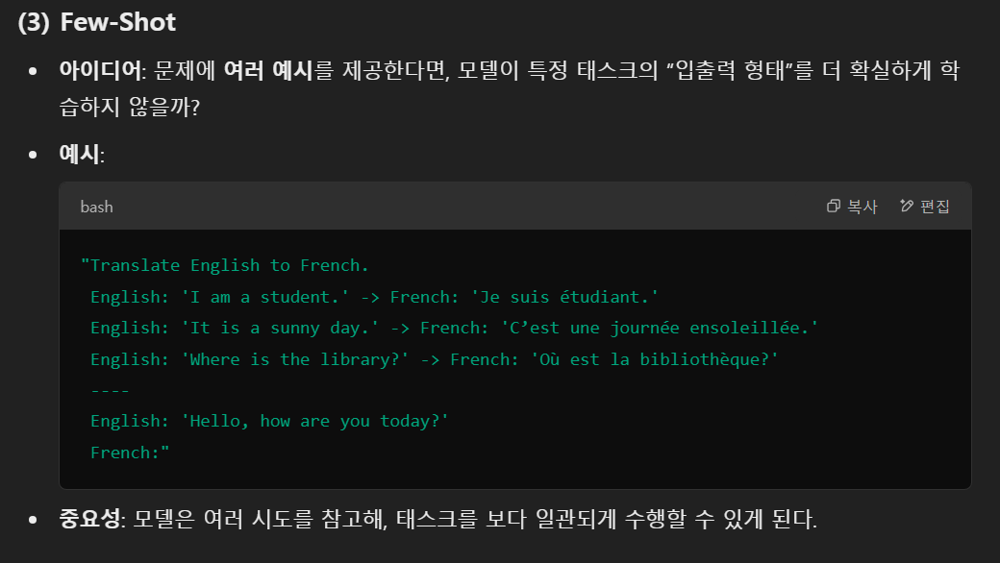 (3) Few-Shot
• 아이디어: 문제에 여러 예시를 제공한다면, 모델이 특정 태스크의 “입출력 형태”를 더 확실하게 학
습하지 않을까?
• 예시:
bash 복사 편집
"Translate English to French.
English: 'I am a student.' -> French: 'Je suis étudiant.'
English: 'It is a sunny day.' -> French: 'C’est une journée ensoleillée.'
English: 'Where is the library?' -> French: 'Où est la bibliothèque?'
----
English: 'Hello, how are you today?'
French:"
• 중요성: 모델은 여러 시도를 참고해, 태스크를 보다 일관되게 수행할 수 있게 된다.